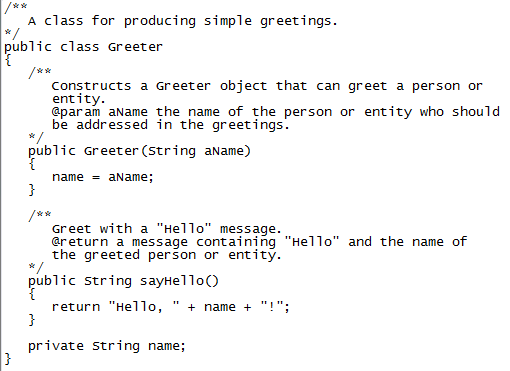 /**
   A class for producing simple greetings.
*/
public class Greeter
{
   /**
      Constructs a Greeter object that can greet a person or
      entity.
      @param aName the name of the person or entity who should
      be addressed in the greetings.
   */
   public Greeter(String aName)
   {
      name = aName;
   }

   /**
      Greet with a "Hello" message.
      @return a message containing "Hello" and the name of
      the greeted person or entity.
   */
   public String sayHello()
   {
      return "Hello, " + name + "!";
   }

   private String name;
}